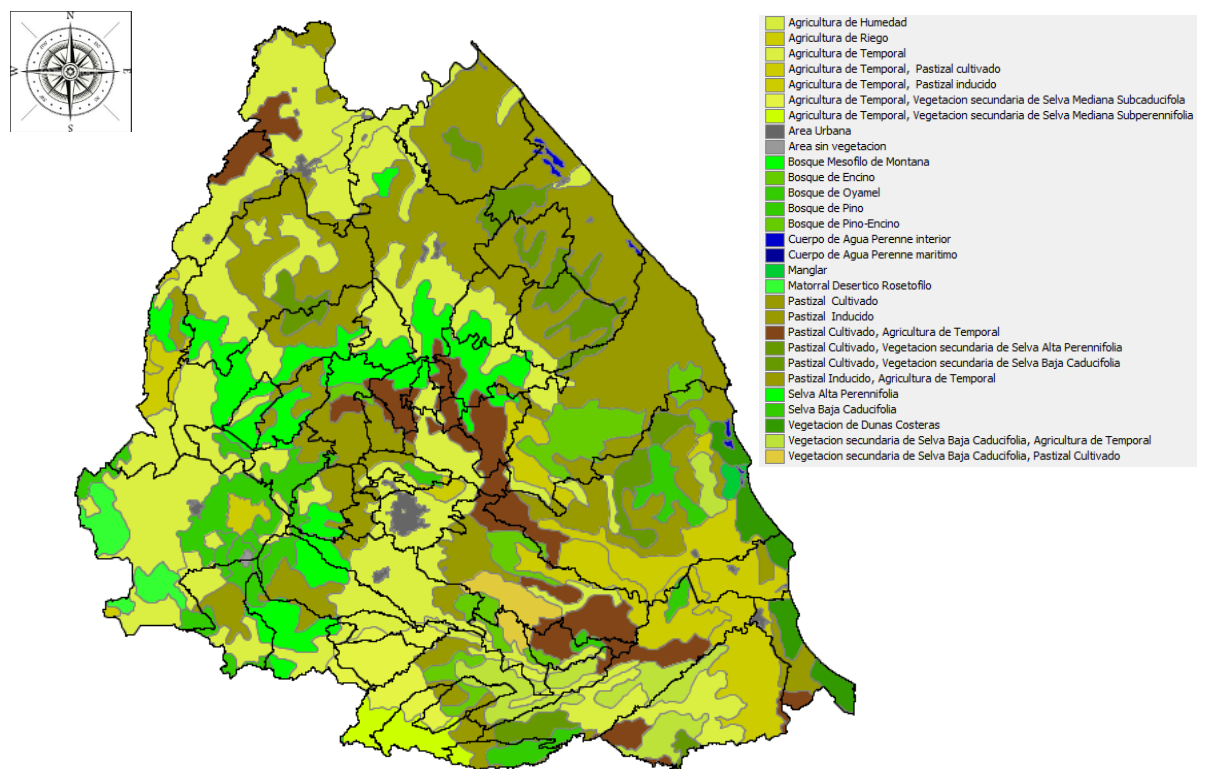 N
W
E
S
Agricultura de Humedad
Agricultura de Riego
Agricultura de Temporal
Agricultura de Temporal, Pastizal cultivado
Agricultura de Temporal, Pastizal inducido
Agricultura de Temporal, Vegetacion secundaria de Selva Mediana Subcaducifola
Agricultura de Temporal, Vegetacion secundaria de Selva Mediana Subperennifolia
Area Urbana
Area sin vegetacion
Bosque Mesofilo de Montana
Bosque de Encino
Bosque de Oyamel
Bosque de Pino
Bosque de Pino-Encino
Cuerpo de Agua Perenne interior
Cuerpo de Agua Perenne maritimo
Manglar
Matorral Desertico Rosetofilo
Pastizal Cultivado
Pastizal Inducido
Pastizal Cultivado, Agricultura de Temporal
Pastizal Cultivado, Vegetacion secundaria de Selva Alta Perennifolia
Pastizal Cultivado, Vegetacion secundaria de Selva Baja Caducifolia
Pastizal Inducido, Agricultura de Temporal
Selva Alta Perennifolia
Selva Baja Caducifolia
Vegetacion de Dunas Costeras
Vegetacion secundaria de Selva Baja Caducifolia, Agricultura de Temporal
Vegetacion secundaria de Selva Baja Caducifolia, Pastizal Cultivado